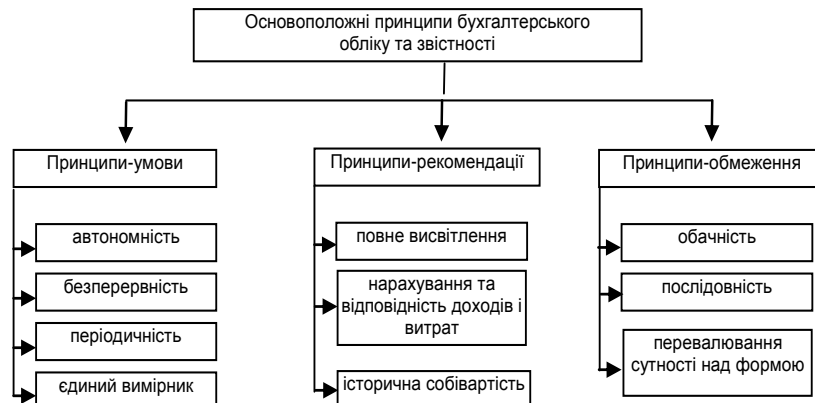 Основоположні принципи бухгалтерського
обліку та звістності
Принципи-умови
автономність
безперервність
періодичність
єдиний вимірник
Принципи-рекомендації
повне висвітлення
нарахування та
відповідність доходів і
витрат
історична собівартість
Принципи-обмеження
обачність
послідовність
перевалювання
сутності над формою